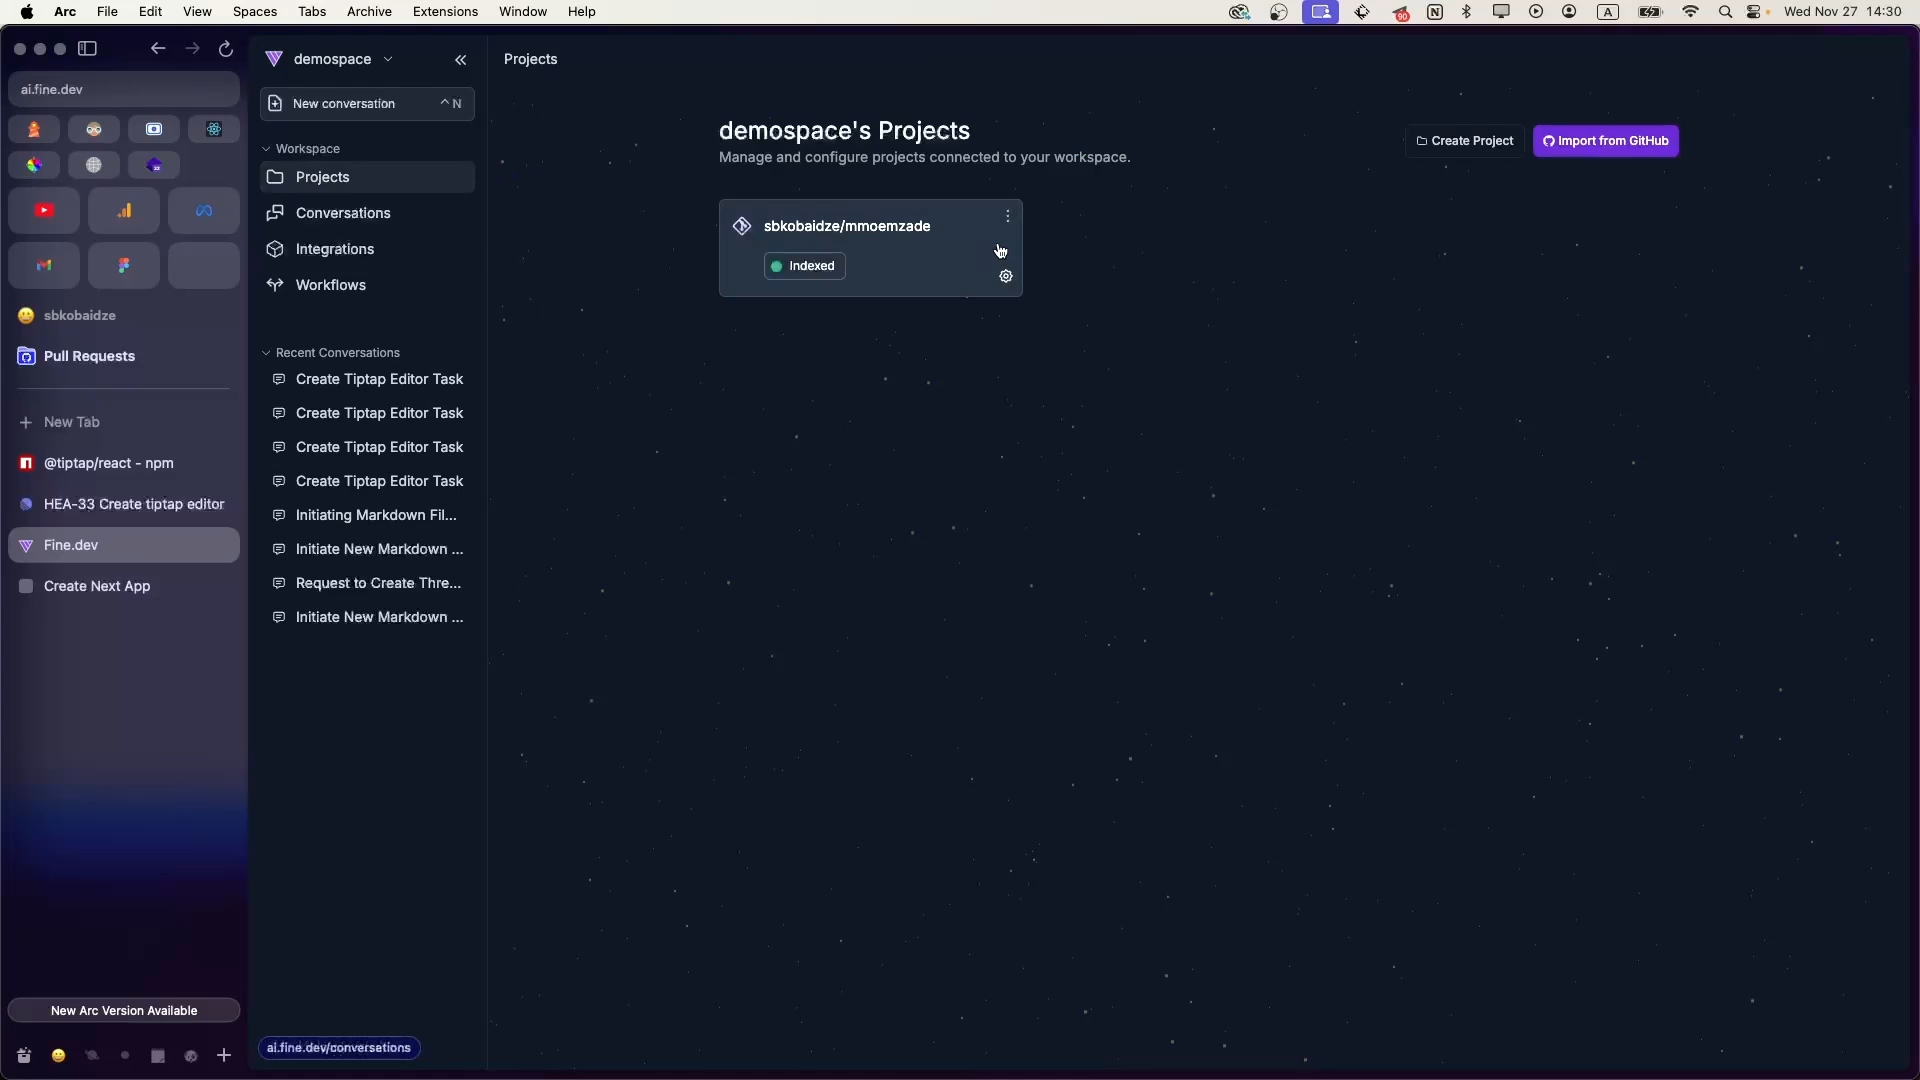 Arc File Edit View Spaces Tabs Archive Extensions Window Help
90
A
Wed Nov 27 14:30
ai.fine.dev
sbkobaidze
Pull Requests
New Tab
@tiptap/react - npm
HEA-33 Create tiptap editor
Fine.dev
Create Next App
New Arc Version Available
demospace
New conversation ^ N
Workspace
Projects
Conversations
Integrations
Workflows
Recent Conversations
Create Tiptap Editor Task
Create Tiptap Editor Task
Create Tiptap Editor Task
Create Tiptap Editor Task
Initiating Markdown Fil...
Initiate New Markdown ...
Request to Create Thre...
Initiate New Markdown ...
ai.fine.dev/conversations
Projects
demospace's Projects
Manage and configure projects connected to your workspace.
Create Project
Import from GitHub
sbkobaidze/mmoemzade
Indexed